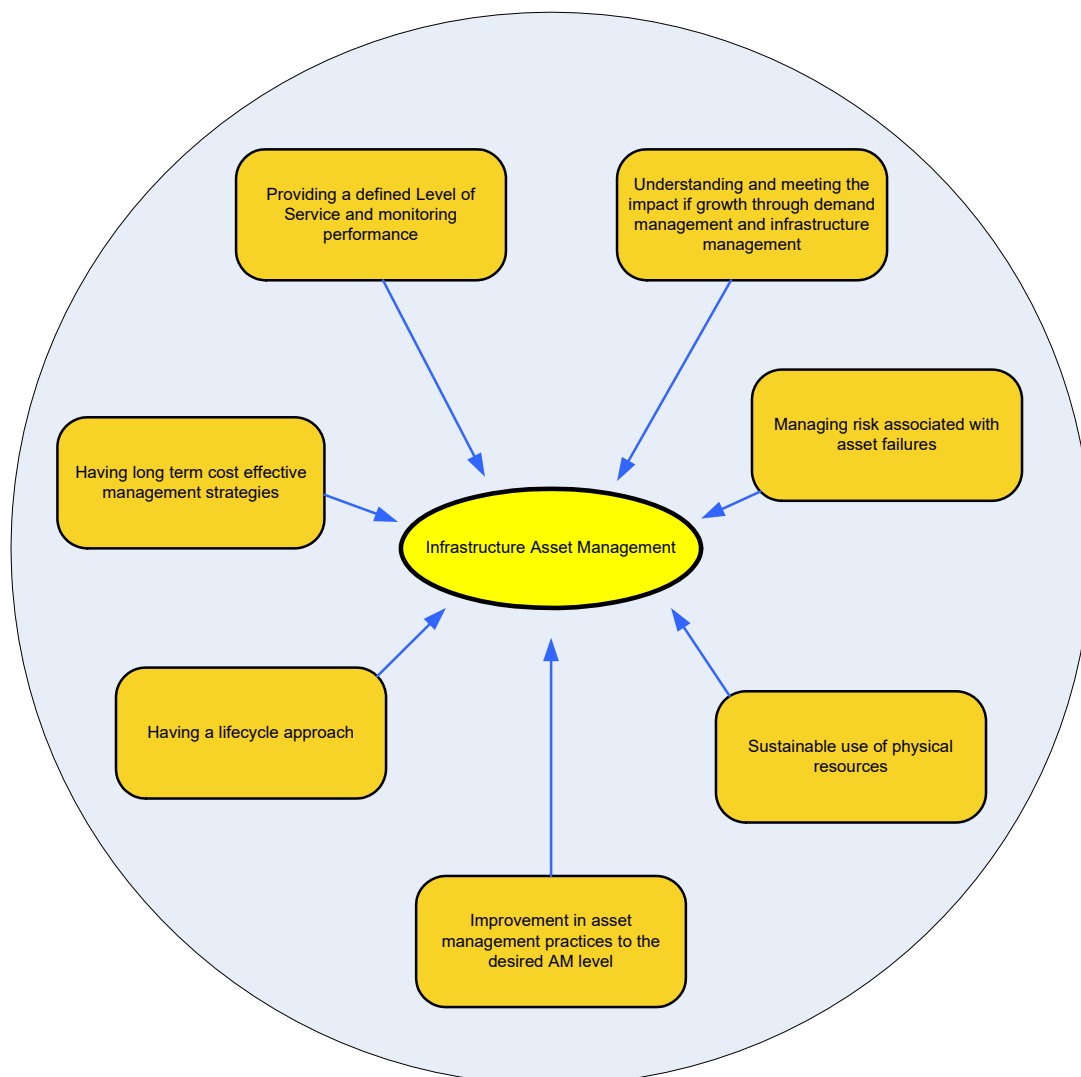 Providing a defined Level of
Service and monitoring
performance
Understanding and meeting the
impact if growth through demand
management and infrastructure
management
Managing risk associated with
asset failures
Having long term cost effective
management strategies
Infrastructure Asset Management
Having a lifecycle approach
Sustainable use of physical
resources
Improvement in asset
management practices to the
desired AM level